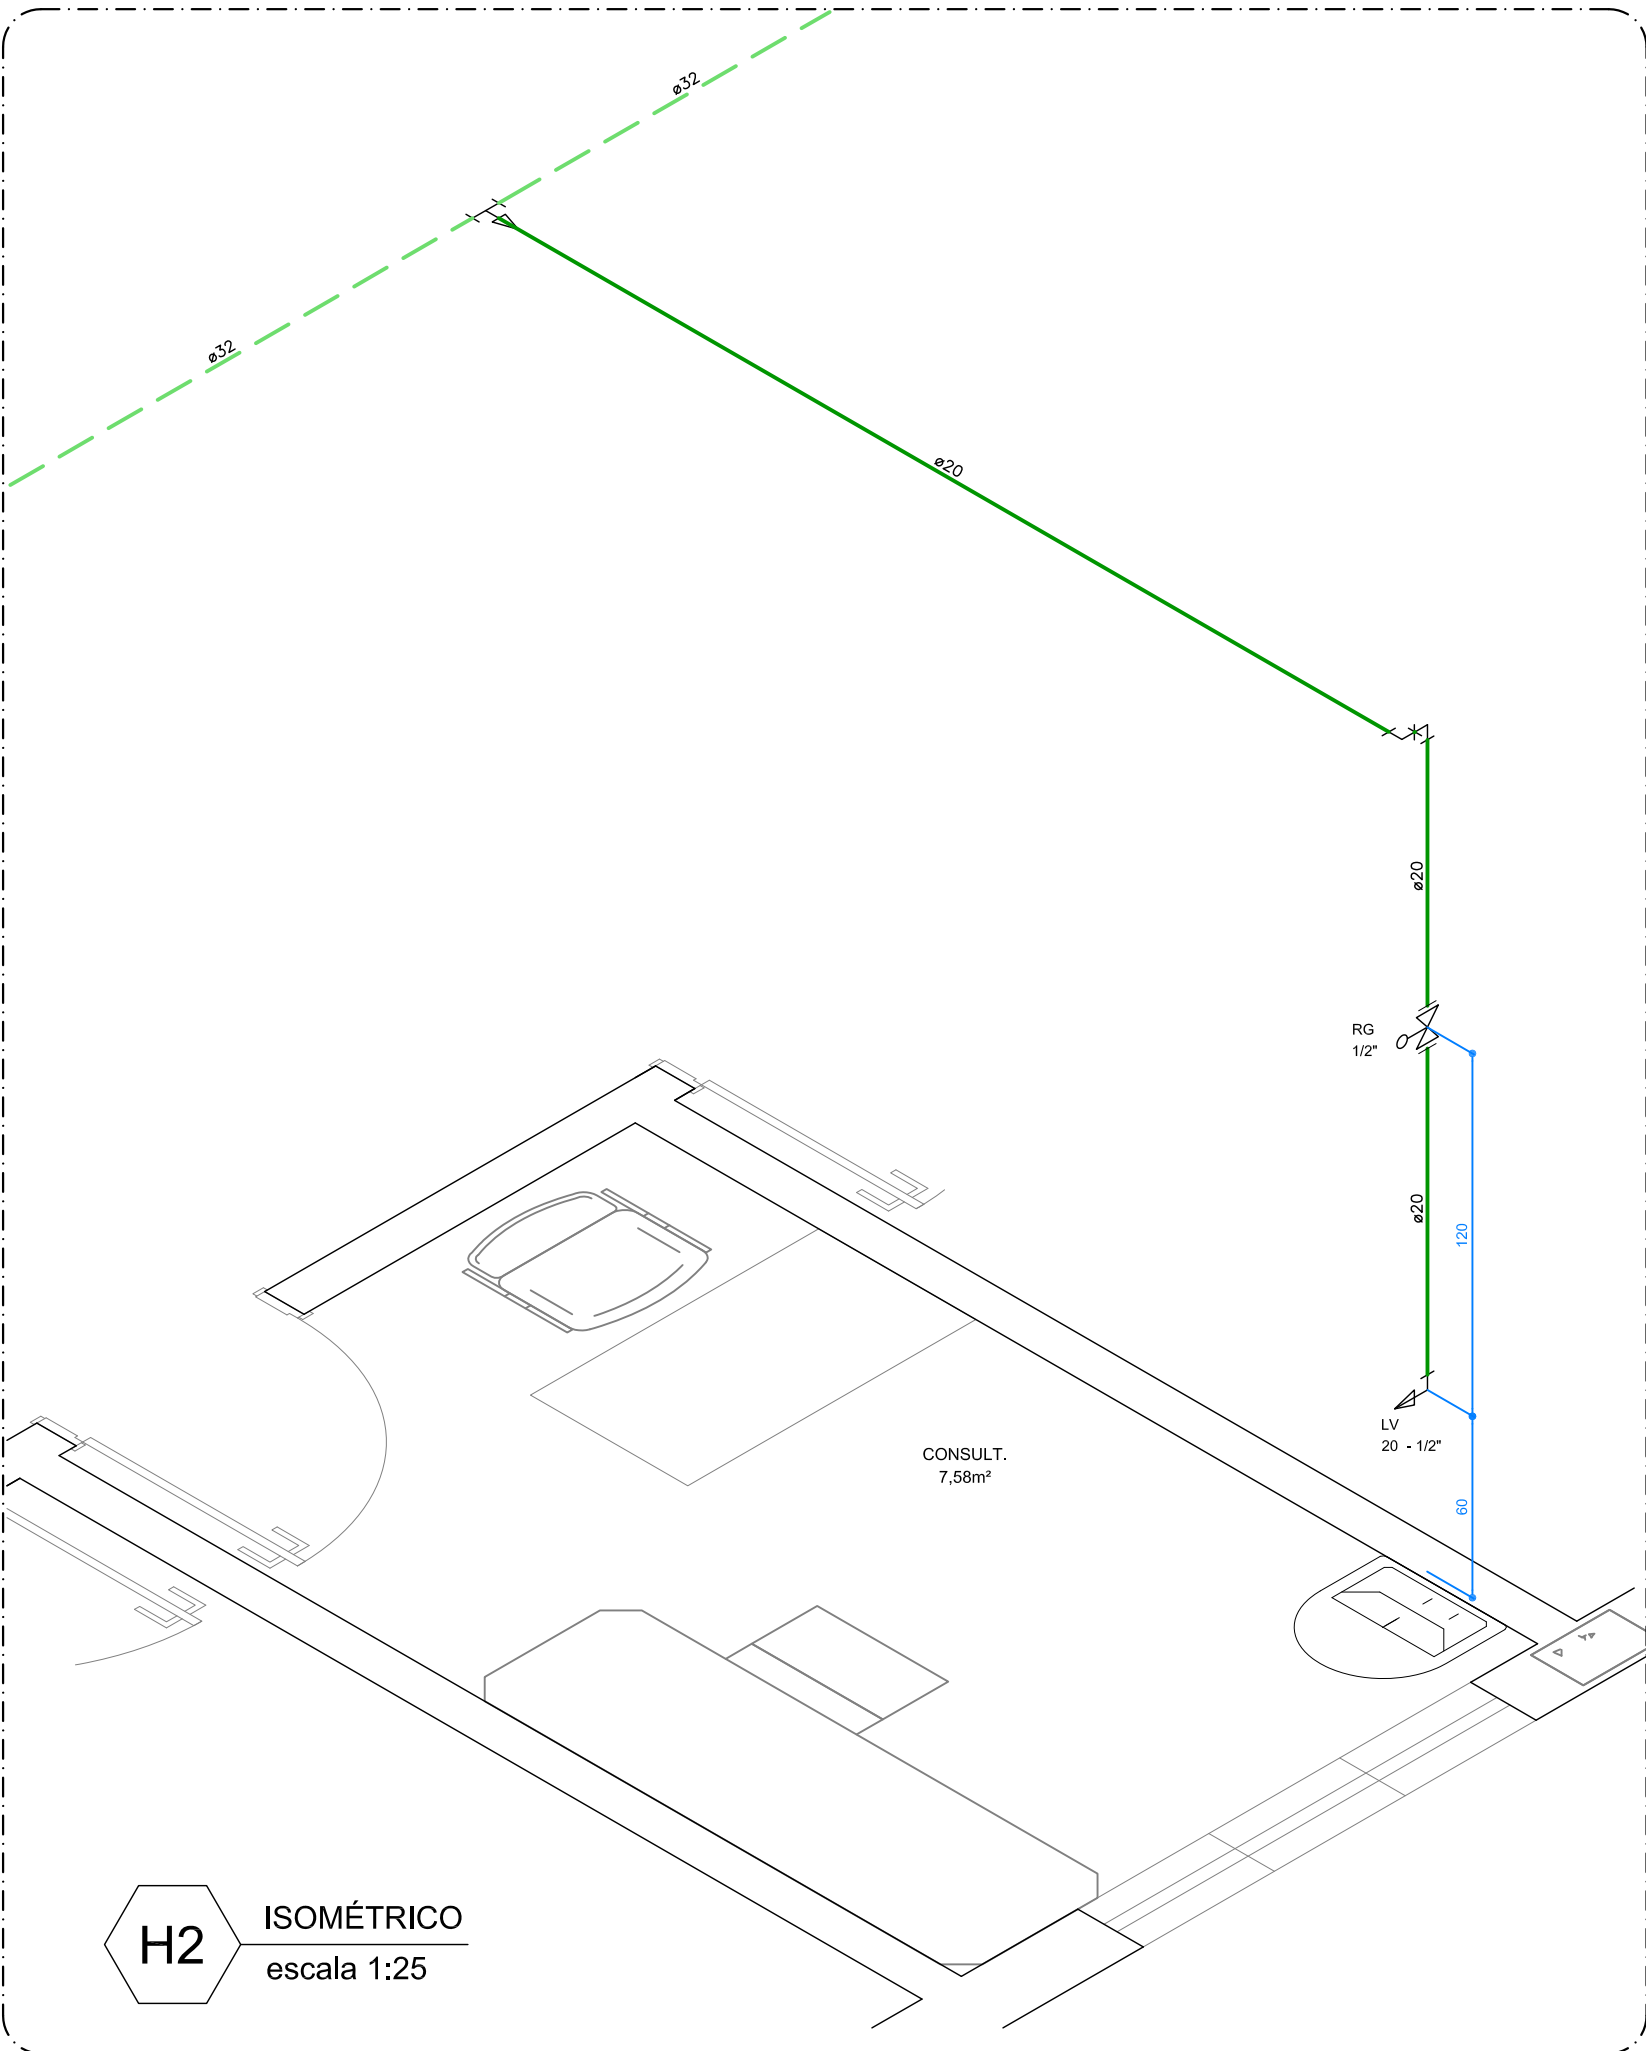 ø32
ø32
ø20
ø20
RG
1/2"
ø20
120
LV
20 - 1/2"
CONSULT.
7,58m²
60
H2
ISOMÉTRICO
escala 1:25